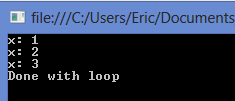 file:///C:/Users/Eric/Documents
x: 1
x: 2
x: 3
Done with loop